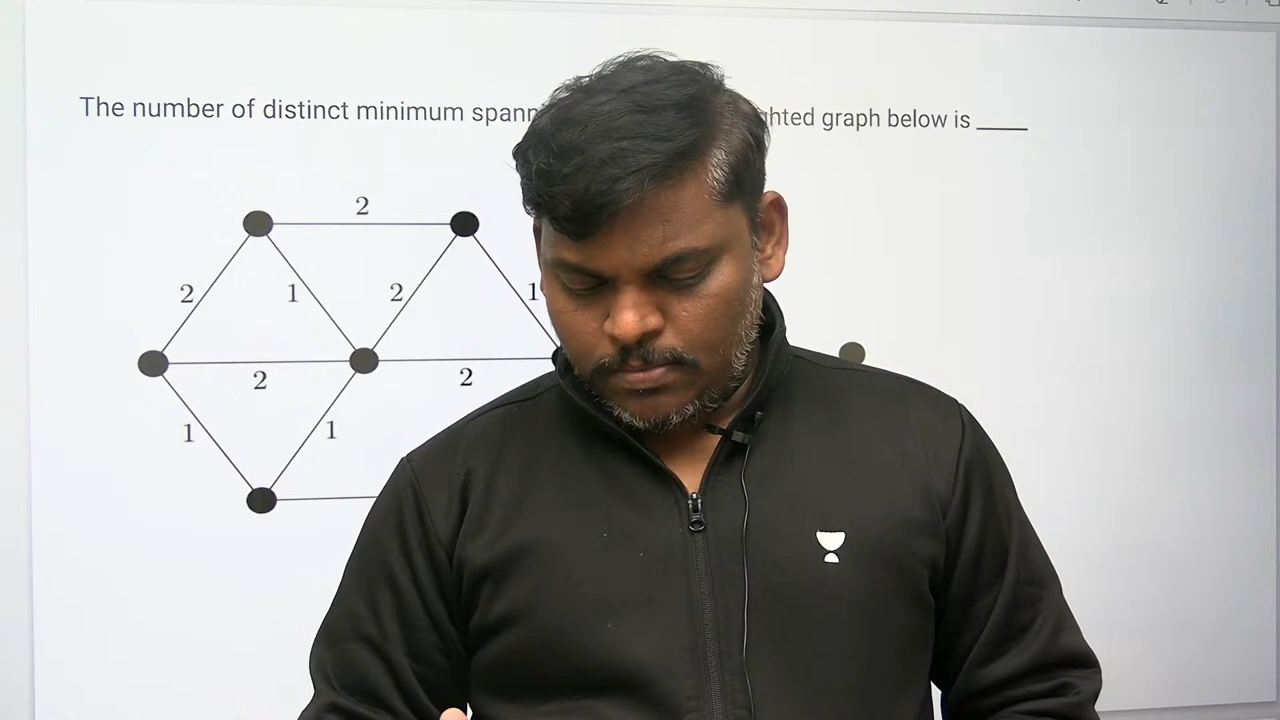 The number of distinct minimum spann
ghted graph below is ____
2
2 1 2 1
2 2
1 1